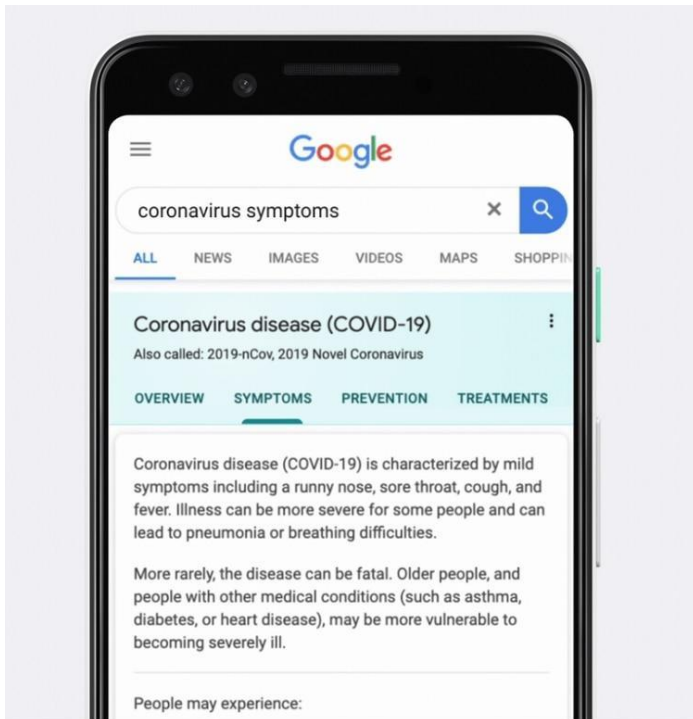 Google
coronavirus symptoms
ALL NEWS IMAGES VIDEOS MAPS SHOPPIN
Coronavirus disease (COVID-19)
Also called: 2019-nCov, 2019 Novel Coronavirus
OVERVIEW SYMPTOMS PREVENTION TREATMENTS
Coronavirus disease (COVID-19) is characterized by mild
symptoms including a runny nose, sore throat, cough, and
fever. Illness can be more severe for some people and can
lead to pneumonia or breathing difficulties.
More rarely, the disease can be fatal. Older people, and
people with other medical conditions (such as asthma,
diabetes, or heart disease), may be more vulnerable to
becoming severely ill.
People may experience: